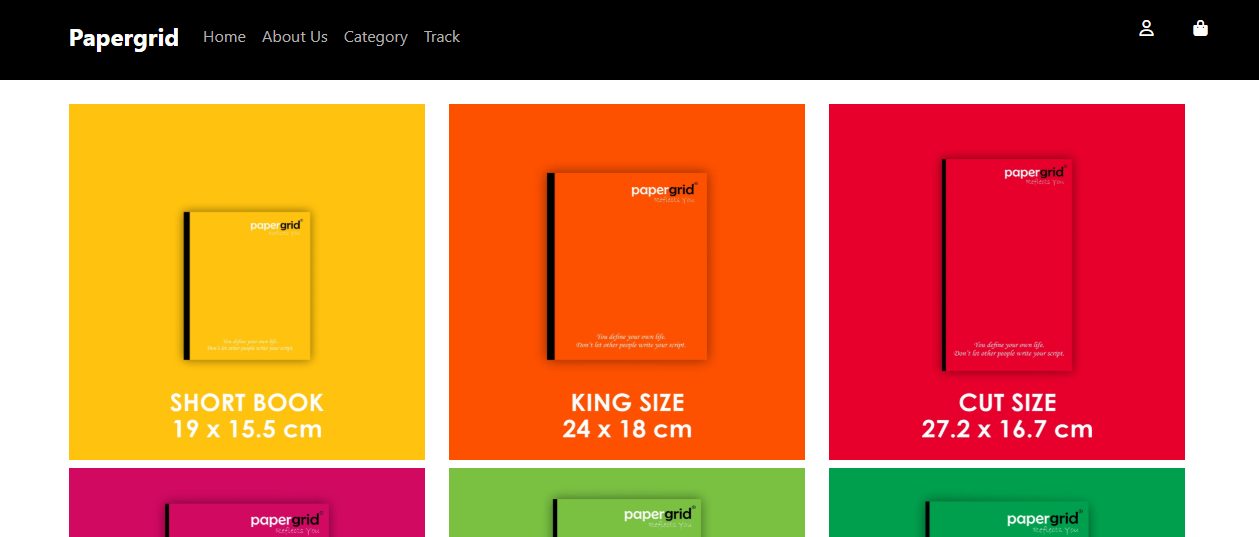 Papergrid Home About Us Category Track
papergrid®
Reflects You
You define your own life.
Don't let other people write your script.
SHORT BOOK
19 x 15.5 cm
papergrid®
Reflects You
You define your own life.
Don't let other people write your script.
KING SIZE
24 x 18 cm
papergrid®
Reflects You
You define your own life.
Don't let other people write your script.
CUT SIZE
27.2 x 16.7 cm
papergrid®
Reflects You
papergrid®
Reflects You
papergrid®
Reflects You